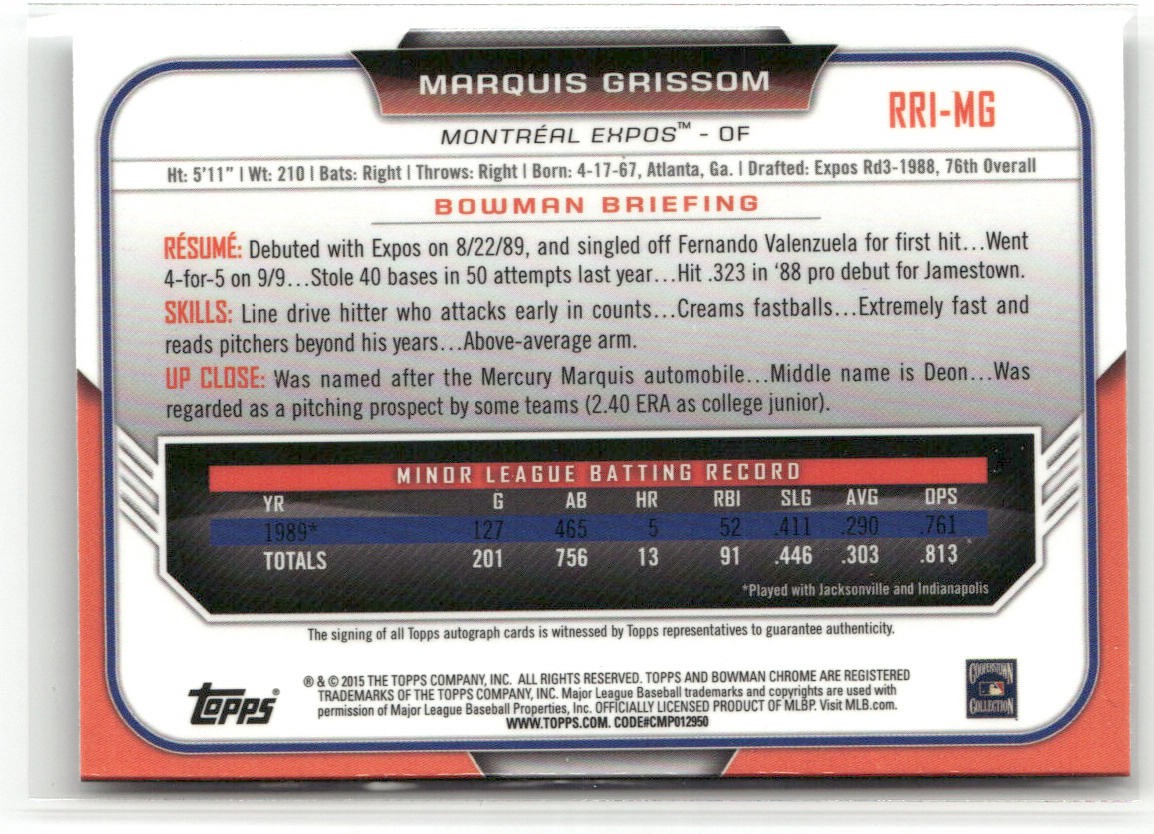 MARQUIS GRISSOM
RRI-MG
MONTRÉAL EXPOS™ - OF
Ht: 5'11" | Wt: 210 | Bats: Right | Throws: Right | Born: 4-17-67, Atlanta, Ga. | Drafted: Expos Rd3-1988, 76th Overall
BOWMAN BRIEFING
RÉSUMÉ: Debuted with Expos on 8/22/89, and singled off Fernando Valenzuela for first hit...Went
4-for-5 on 9/9...Stole 40 bases in 50 attempts last year...Hit .323 in '88 pro debut for Jamestown.
SKILLS: Line drive hitter who attacks early in counts...Creams fastballs...Extremely fast and
reads pitchers beyond his years...Above-average arm.
UP CLOSE: Was named after the Mercury Marquis automobile...Middle name is Deon...Was
regarded as a pitching prospect by some teams (2.40 ERA as college junior).
MINOR LEAGUE BATTING RECORD
YR G AB HR RBI SLG AVG OPS
1989* 127 465 5 52 .411 .290 .761
TOTALS 201 756 13 91 .446 .303 .813
*Played with Jacksonville and Indianapolis
The signing of all Topps autograph cards is witnessed by Topps representatives to guarantee authenticity.
Topps®
® & © 2015 THE TOPPS COMPANY, INC. ALL RIGHTS RESERVED. TOPPS AND BOWMAN CHROME ARE REGISTERED
TRADEMARKS OF THE TOPPS COMPANY, INC. Major League Baseball trademarks and copyrights are used with
permission of Major League Baseball Properties, Inc. OFFICIALLY LICENSED PRODUCT OF MLBP. Visit MLB.com.
WWW.TOPPS.COM. CODE#CMP012950
COOPERSTOWN
COLLECTION